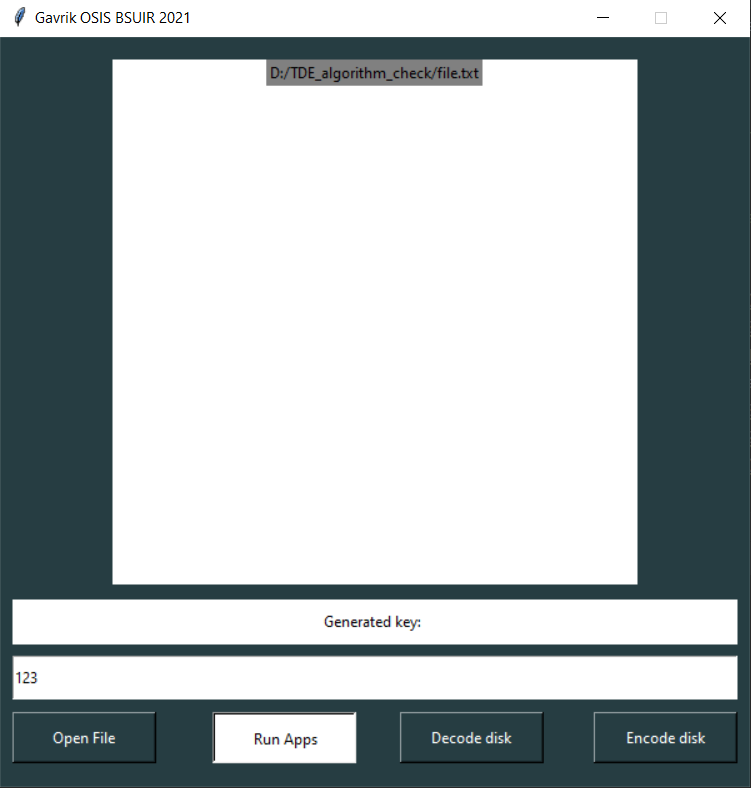 Gavrik OSIS BSUIR 2021
D:/TDE_algorithm_check/file.txt
Generated key:
123
Open File
Run Apps
Decode disk
Encode disk